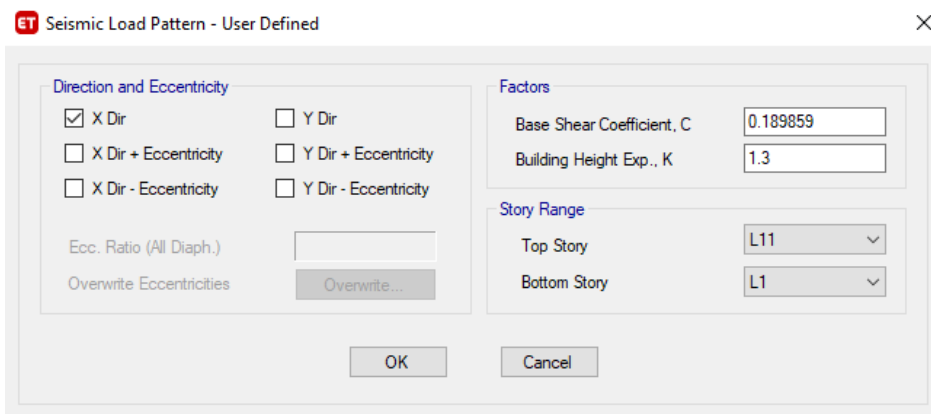 ET Seismic Load Pattern - User Defined
Direction and Eccentricity
X Dir Y Dir
X Dir + Eccentricity Y Dir + Eccentricity
X Dir - Eccentricity Y Dir - Eccentricity
Ecc. Ratio (All Diaph.)
Overwrite Eccentricities Overwrite...
Factors
Base Shear Coefficient, C 0.189859
Building Height Exp., K 1.3
Story Range
Top Story L11
Bottom Story L1
OK Cancel